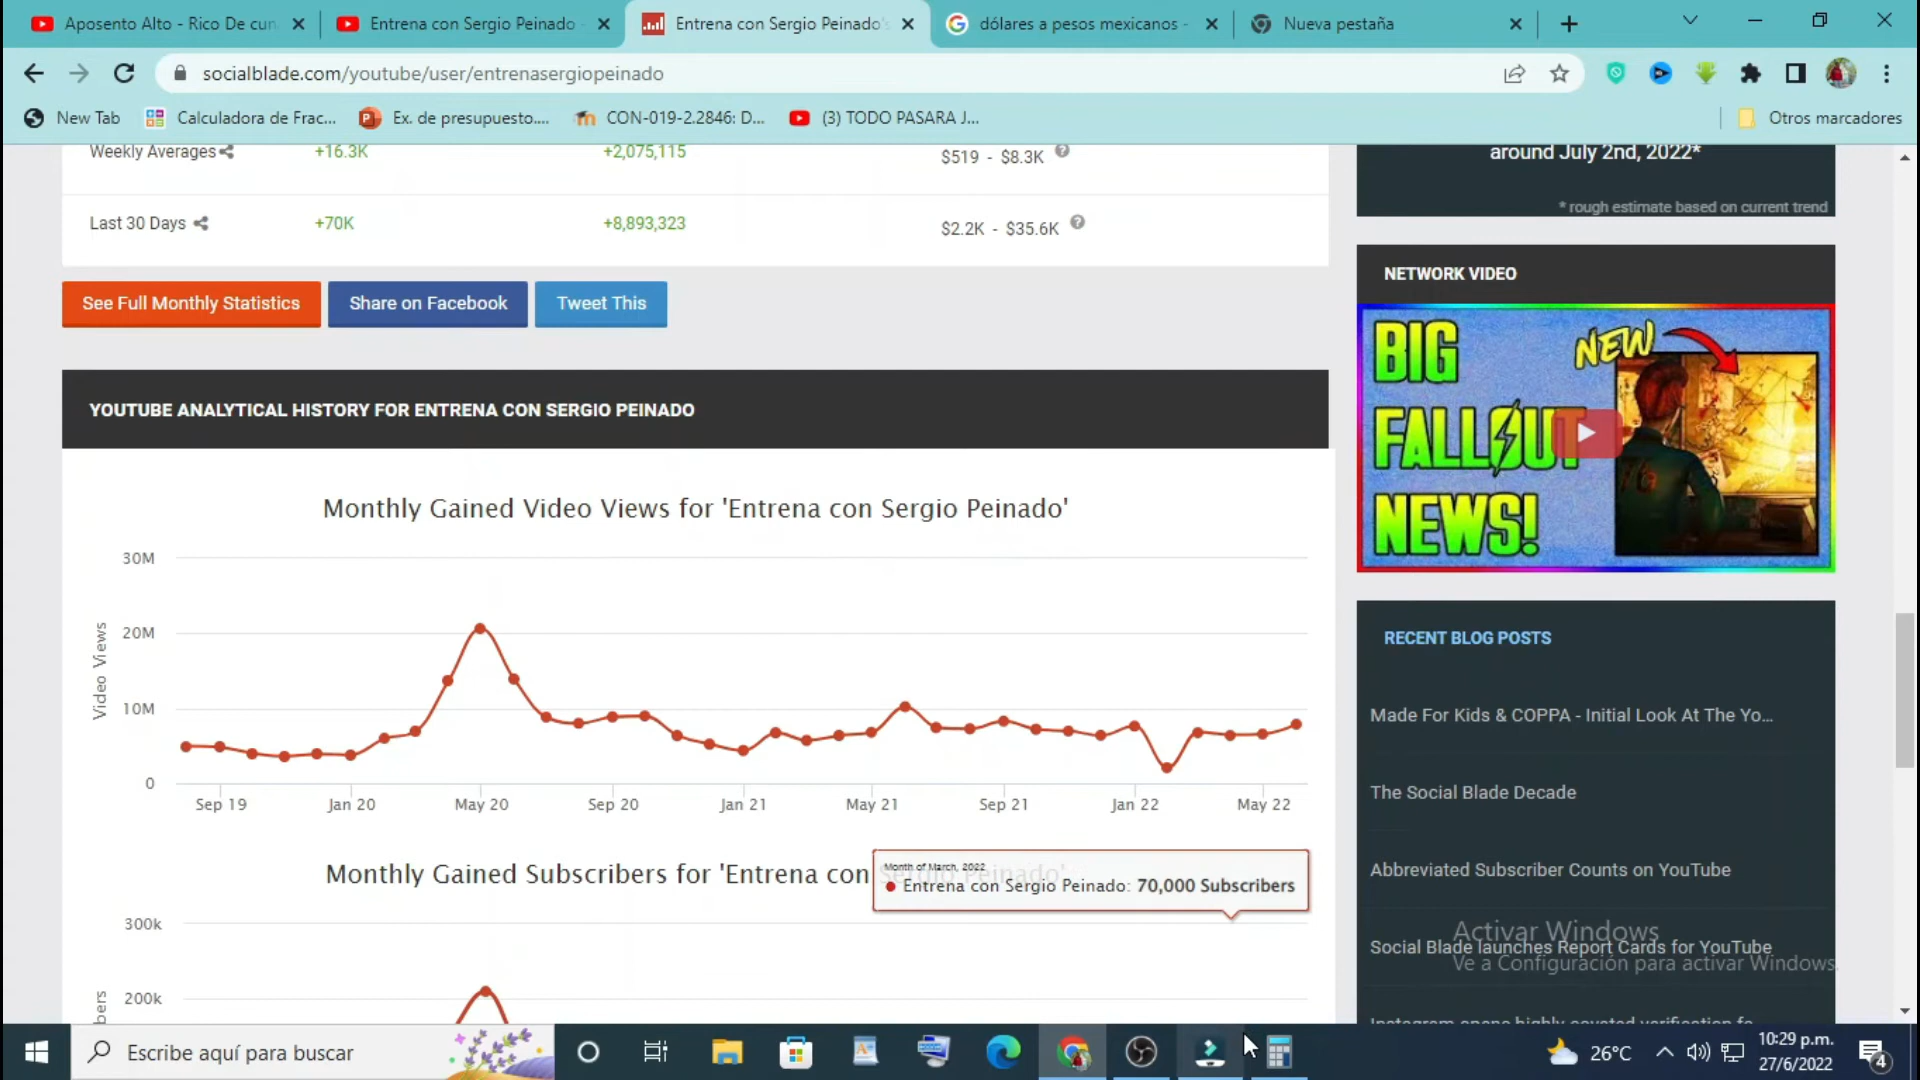 Aposento Alto - Rico De cun
Entrena con Sergio Peinado -
Entrena con Sergio Peinado's
dólares a pesos mexicanos -
Nueva pestaña
socialblade.com/youtube/user/entrenasergiopeinado
New Tab
Calculadora de Frac...
Ex. de presupuesto....
CON-019-2.2846: D...
(3) TODO PASARA J...
Otros marcadores
Weekly Averages +16.3K +2,075,115 $519 - $8.3K
Last 30 Days +70K +8,893,323 $2.2K - $35.6K
around July 2nd, 2022*
* rough estimate based on current trend
See Full Monthly Statistics
Share on Facebook
Tweet This
NETWORK VIDEO
BIG
FALLOUT
NEWS!
NEW
76
YOUTUBE ANALYTICAL HISTORY FOR ENTRENA CON SERGIO PEINADO
Monthly Gained Video Views for 'Entrena con Sergio Peinado'
Video Views
30M
20M
10M
0
Sep 19 Jan 20 May 20 Sep 20 Jan 21 May 21 Sep 21 Jan 22 May 22
Monthly Gained Subscribers for 'Entrena con Sergio Peinado'
Month of March, 2022
Entrena con Sergio Peinado: 70,000 Subscribers
300k
200k
bers
RECENT BLOG POSTS
Made For Kids & COPPA - Initial Look At The Yo...
The Social Blade Decade
Abbreviated Subscriber Counts on YouTube
Social Blade launches Report Cards for YouTube
Activar Windows
Ve a Configuración para activar Windows.
Escribe aquí para buscar
26°C
10:29 p.m.
27/6/2022
4